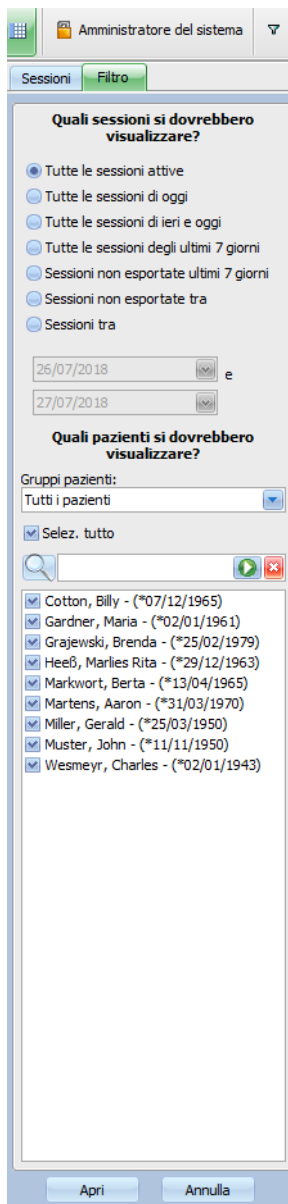 Amministratore del sistema
Sessioni Filtro
Quali sessioni si dovrebbero
visualizzare?
Tutte le sessioni attive
Tutte le sessioni di oggi
Tutte le sessioni di ieri e oggi
Tutte le sessioni degli ultimi 7 giorni
Sessioni non esportate ultimi 7 giorni
Sessioni non esportate tra
Sessioni tra
26/07/2018 e
27/07/2018
Quali pazienti si dovrebbero
visualizzare?
Gruppi pazienti:
Tutti i pazienti
Selez. tutto
Cotton, Billy - (*07/12/1965)
Gardner, Maria - (*02/01/1961)
Grajewski, Brenda - (*25/02/1979)
Heeß, Marlies Rita - (*29/12/1963)
Markwort, Berta - (*13/04/1965)
Martens, Aaron - (*31/03/1970)
Miller, Gerald - (*25/03/1950)
Muster, John - (*11/11/1950)
Wesmeyr, Charles - (*02/01/1943)
Apri Annulla